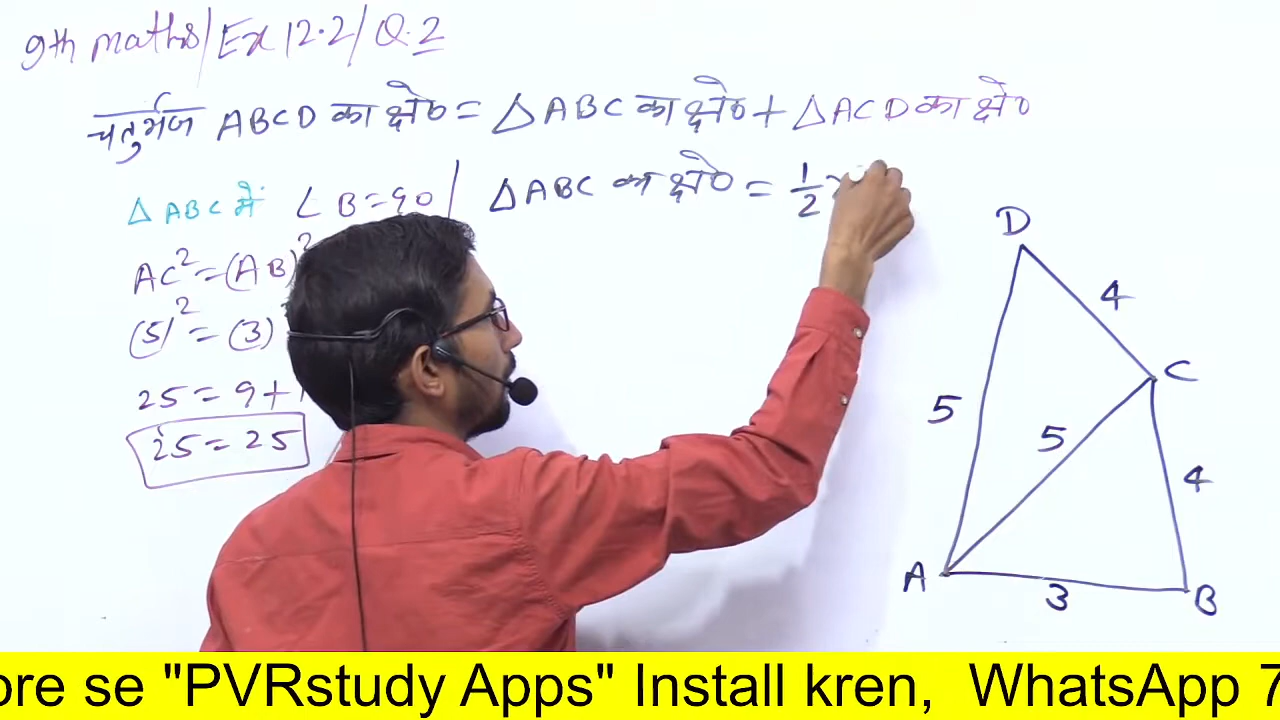 9th maths/Ex 12.2/Q.2
चतुर्भुज ABCD का क्षे० = △ABC का क्षे० + △ACD का क्षे०
△ABC में ∠B=90 | △ABC का क्षे० = 1/2 ×
AC² = (AB)²
(5)² = (3)
25 = 9 +
25 = 25
D
4
C
5
5
4
A
3
B
ore se "PVRstudy Apps" Install kren, WhatsApp 7